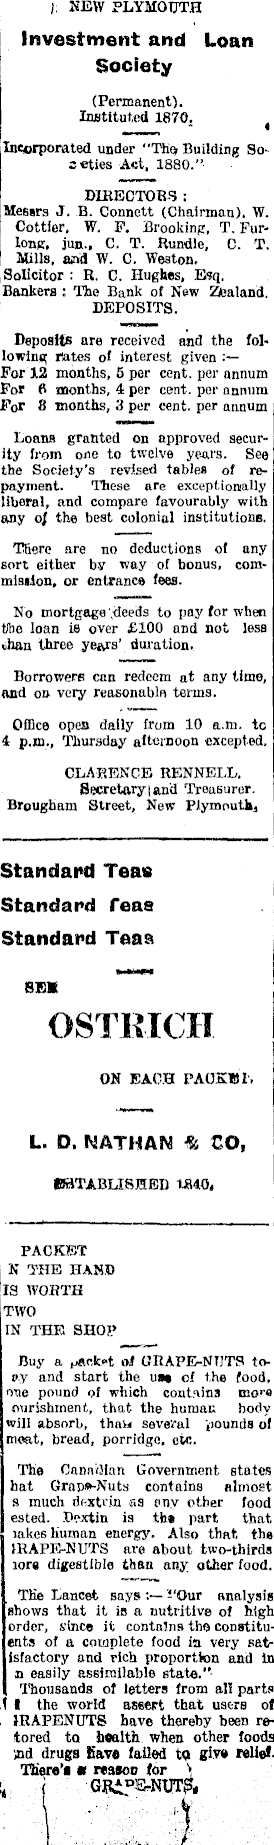 NEW PLYMOUTH
Investment and Loan
Society
(Permanent).
Instituted 1870.
Incorporated under "The Building So-
cieties Act, 1880."
DIRECTORS:
Messrs J. B. Connett (Chairman), W.
Cottier, W. F. Brooking, T. Fur-
long, jun., C. T. Rundle, C. T.
Mills, and W. C. Weston.
Solicitor: R. C. Hughes, Esq.
Bankers: The Bank of New Zealand.
DEPOSITS.
Deposits are received and the fol-
lowing rates of interest given:—
For 12 months, 5 per cent. per annum
For 6 months, 4 per cent. per annum
For 3 months, 3 per cent. per annum
Loans granted on approved secur-
ity from one to twelve years. See
the Society's revised tables of re-
payment. These are exceptionally
liberal, and compare favourably with
any of the best colonial institutions.
There are no deductions of any
sort either by way of bonus, com-
mission, or entrance fees.
No mortgage deeds to pay for when
the loan is over £100 and not less
than three years' duration.
Borrowers can redeem at any time,
and on very reasonable terms.
Office open daily from 10 a.m. to
4 p.m., Thursday afternoon excepted.
CLARENCE RENNELL,
Secretary and Treasurer.
Brougham Street, New Plymouth.
Standard Teas
Standard Teas
Standard Teas
SEE
OSTRICH
ON EACH PACKET.
L. D. NATHAN & CO,
ESTABLISHED 1840.
PACKET
N THE HAND
IS WORTH
TWO
IN THE SHOP
Buy a packet of GRAPE-NUTS to-
ay and start the use of the food,
one pound of which contains more
ourishment, that the human body
will absorb, than several pounds of
meat, bread, porridge, etc.
The Canadian Government states
hat Grape-Nuts contains almost
s much dextrin as any other food
ested. Dextin is the part that
makes human energy. Also that the
GRAPE-NUTS are about two-thirds
more digestible than any other food.
The Lancet says:—"Our analysis
shows that it is a nutritive of high
order, since it contains the constitu-
ents of a complete food in very sat-
isfactory and rich proportion and in
n easily assimilable state."
Thousands of letters from all parts
f the world assert that users of
GRAPENUTS have thereby been re-
tored to health when other foods
and drugs have failed to give relief.
There's a reason for
GRAPE-NUTS.